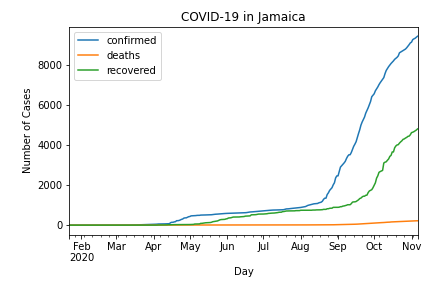 COVID-19 in Jamaica
confirmed
deaths
recovered
Number of Cases
8000
6000
4000
2000
0
Feb Mar Apr May Jun Jul Aug Sep Oct Nov
2020
Day